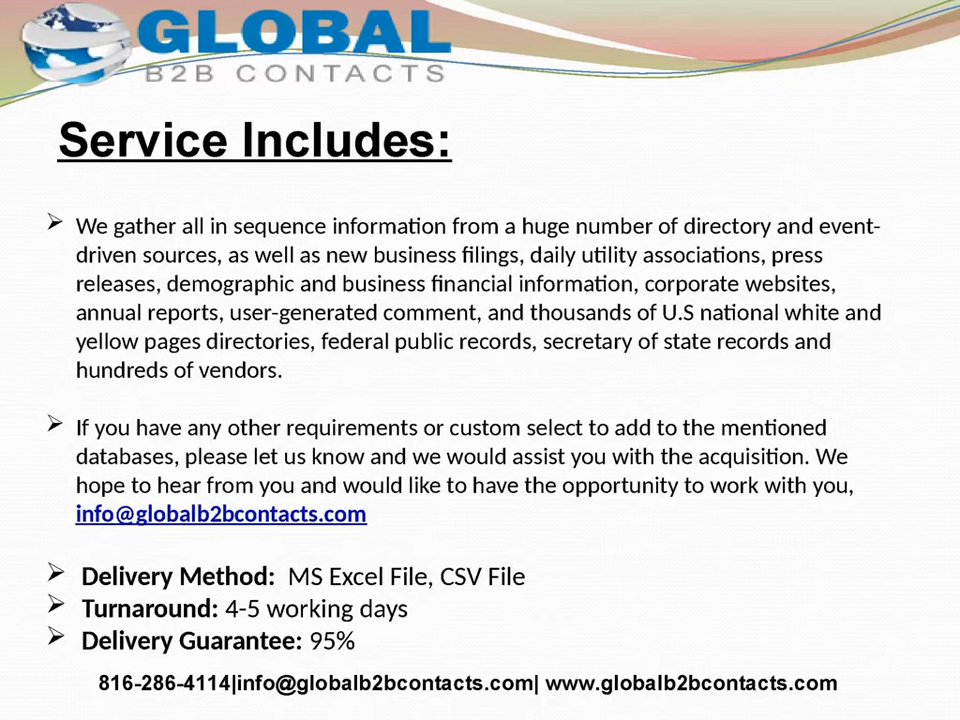 GLOBAL
B2B CONTACTS
Service Includes:
We gather all in sequence information from a huge number of directory and event-
driven sources, as well as new business filings, daily utility associations, press
releases, demographic and business financial information, corporate websites,
annual reports, user-generated comment, and thousands of U.S national white and
yellow pages directories, federal public records, secretary of state records and
hundreds of vendors.
If you have any other requirements or custom select to add to the mentioned
databases, please let us know and we would assist you with the acquisition. We
hope to hear from you and would like to have the opportunity to work with you,
info@globalb2bcontacts.com
Delivery Method: MS Excel File, CSV File
Turnaround: 4-5 working days
Delivery Guarantee: 95%
816-286-4114|info@globalb2bcontacts.com| www.globalb2bcontacts.com